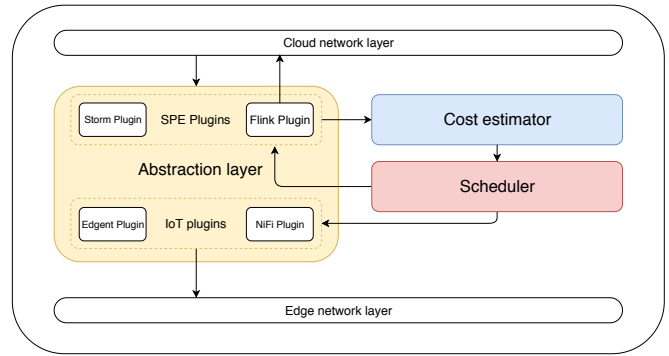 Cloud network layer
Storm Plugin
SPE Plugins
Flink Plugin
Cost estimator
Abstraction layer
Scheduler
Edgent Plugin
IoT plugins
NiFi Plugin
Edge network layer